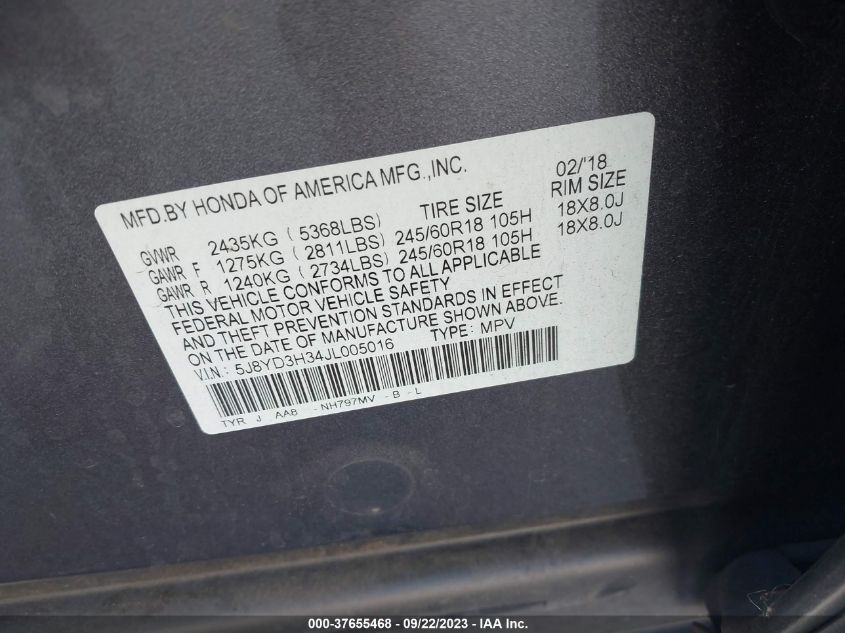 MFD.BY HONDA OF AMERICA MFG.,INC. 02/'18
GVWR 2435KG ( 5368LBS) TIRE SIZE RIM SIZE
GAWR F 1275KG ( 2811LBS) 245/60R18 105H 18X8.0J
GAWR R 1240KG ( 2734LBS) 245/60R18 105H 18X8.0J
THIS VEHICLE CONFORMS TO ALL APPLICABLE
FEDERAL MOTOR VEHICLE SAFETY
AND THEFT PREVENTION STANDARDS IN EFFECT
ON THE DATE OF MANUFACTURE SHOWN ABOVE.
V.I.N: 5J8YD3H34JL005016 TYPE: MPV
TYR J AAB -NH797MV -B -L
000-37655468 - 09/22/2023 - IAA Inc.